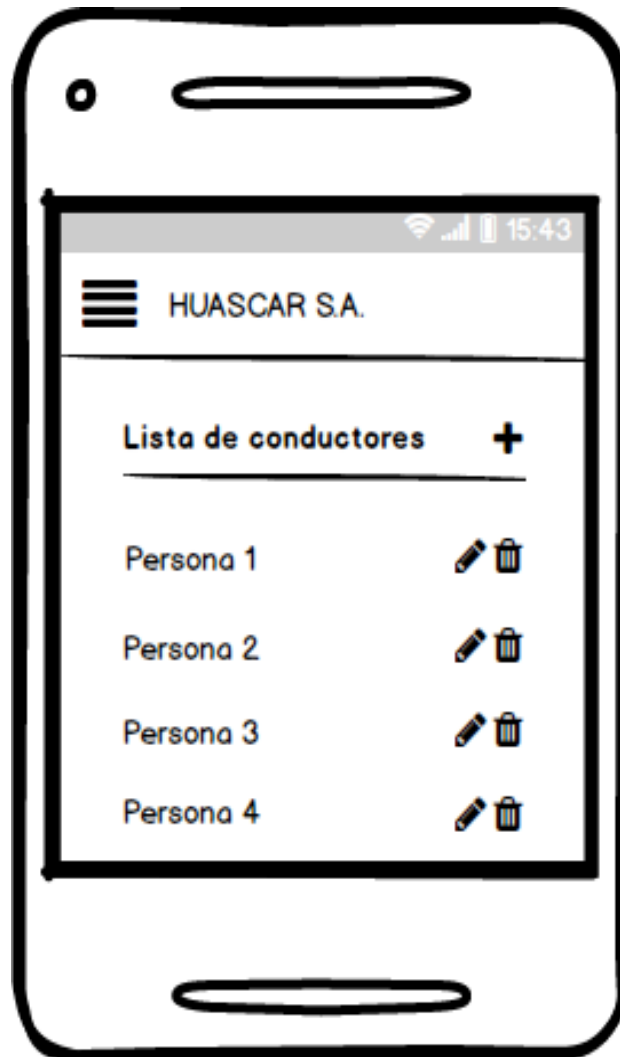 15:43
HUASCAR S.A.
Lista de conductores
Persona 1
Persona 2
Persona 3
Persona 4